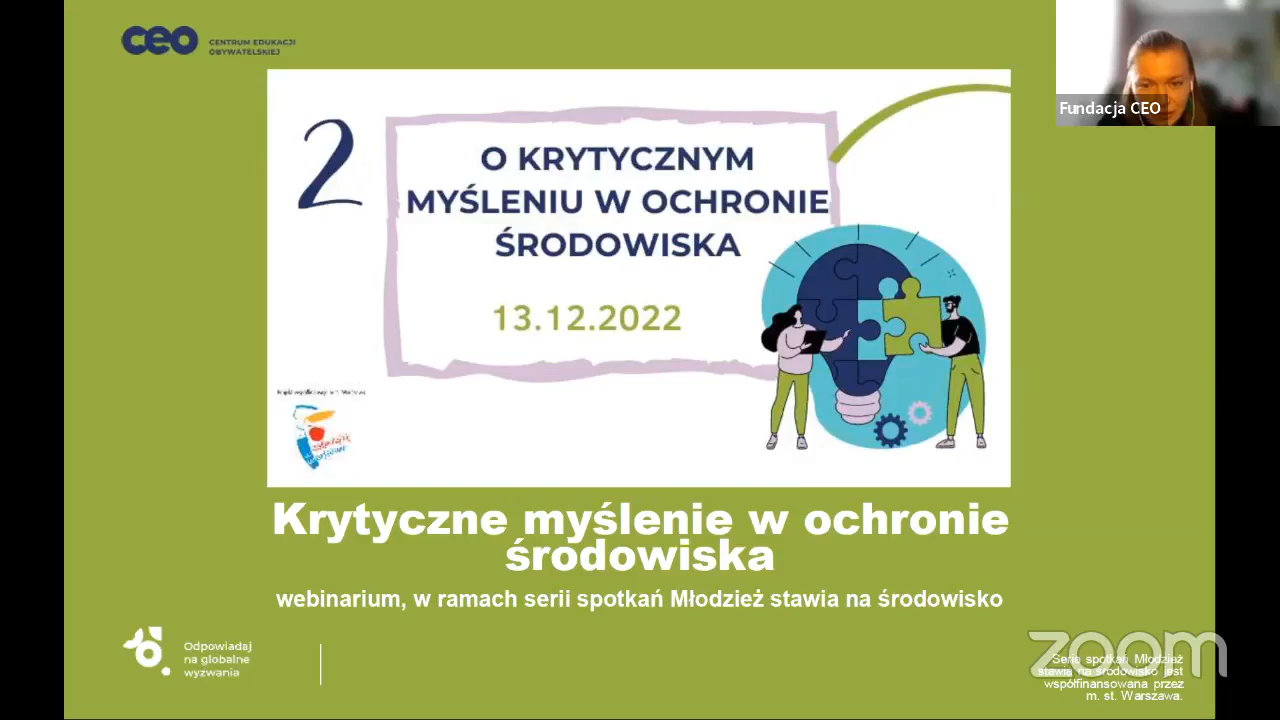 ceo
CENTRUM EDUKACJI
OBYWATELSKIEJ
Fundacja CEO
2
O KRYTYCZNYM
MYŚLENIU W OCHRONIE
ŚRODOWISKA
13.12.2022
Krytyczne myślenie w ochronie
środowiska
webinarium, w ramach serii spotkań Młodzież stawia na środowisko
Odpowiadaj
na globalne
wyzwania
zoom
Seria spotkań Młodzież
stawia na środowisko jest
współfinansowana przez
m. st. Warszawa.